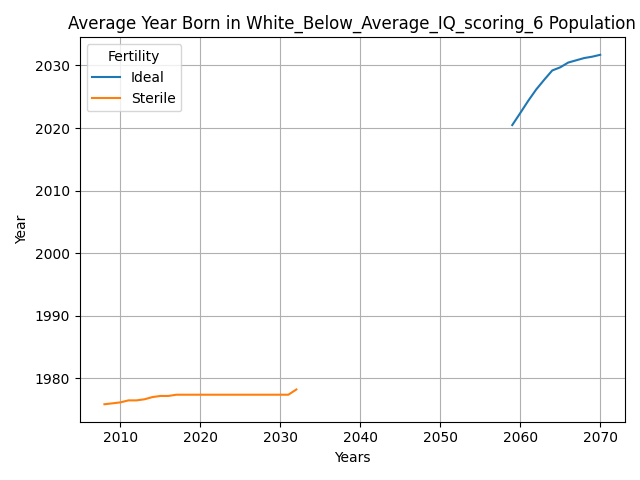 Average Year Born in White_Below_Average_IQ_scoring_6 Population
Fertility
Ideal
Sterile
2030
2020
2010
2000
1990
1980
Year
2010 2020 2030 2040 2050 2060 2070
Years